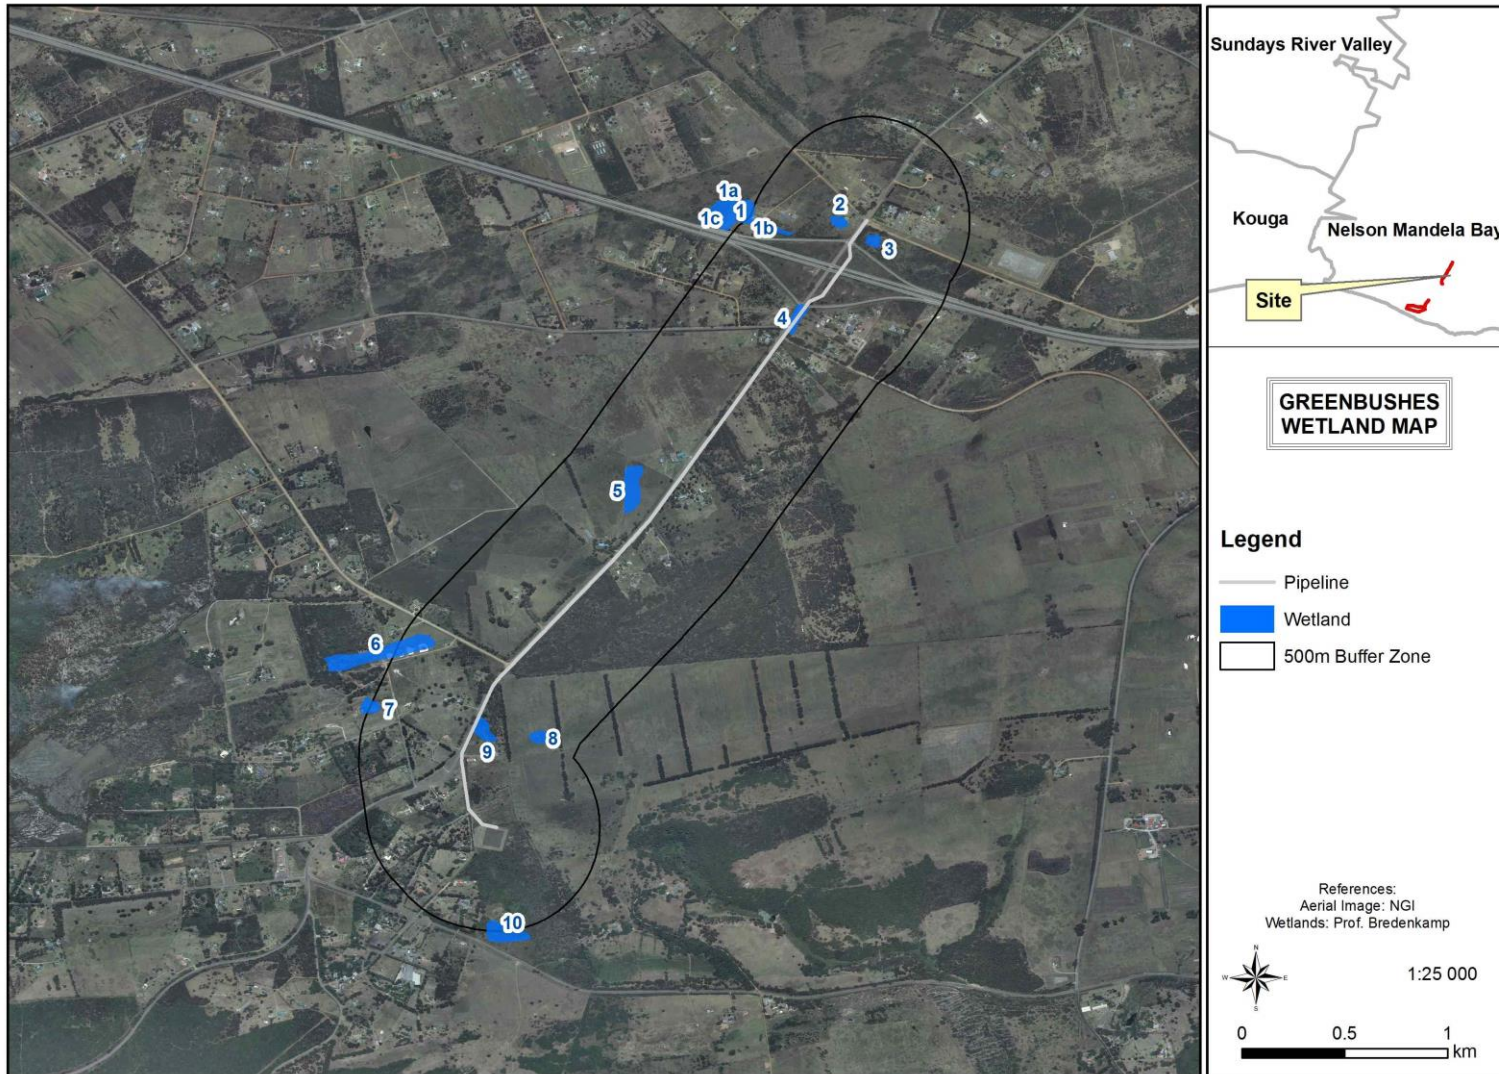 1a
1
1c
1b
2
3
4
5
6
7
8
9
10
Sundays River Valley
Kouga
Nelson Mandela Bay
Site
GREENBUSHES
WETLAND MAP
Legend
Pipeline
Wetland
500m Buffer Zone
References:
Aerial Image: NGI
Wetlands: Prof. Bredenkamp
N
W
E
S
1:25 000
0 0.5 1
km